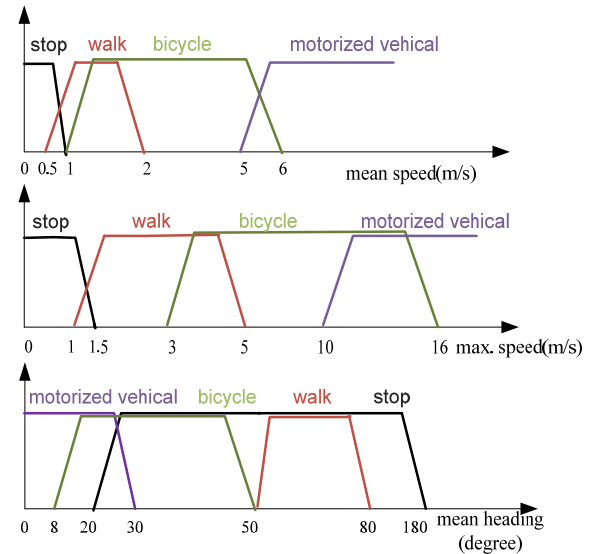 stop walk bicycle motorized vehical
0 0.5 1 2 5 6
mean speed(m/s)
stop walk bicycle motorized vehical
0 1 1.5 3 5 10 16 max. speed(m/s)
motorized vehical bicycle walk stop
0 8 20 30 50 80 180 mean heading
(degree)